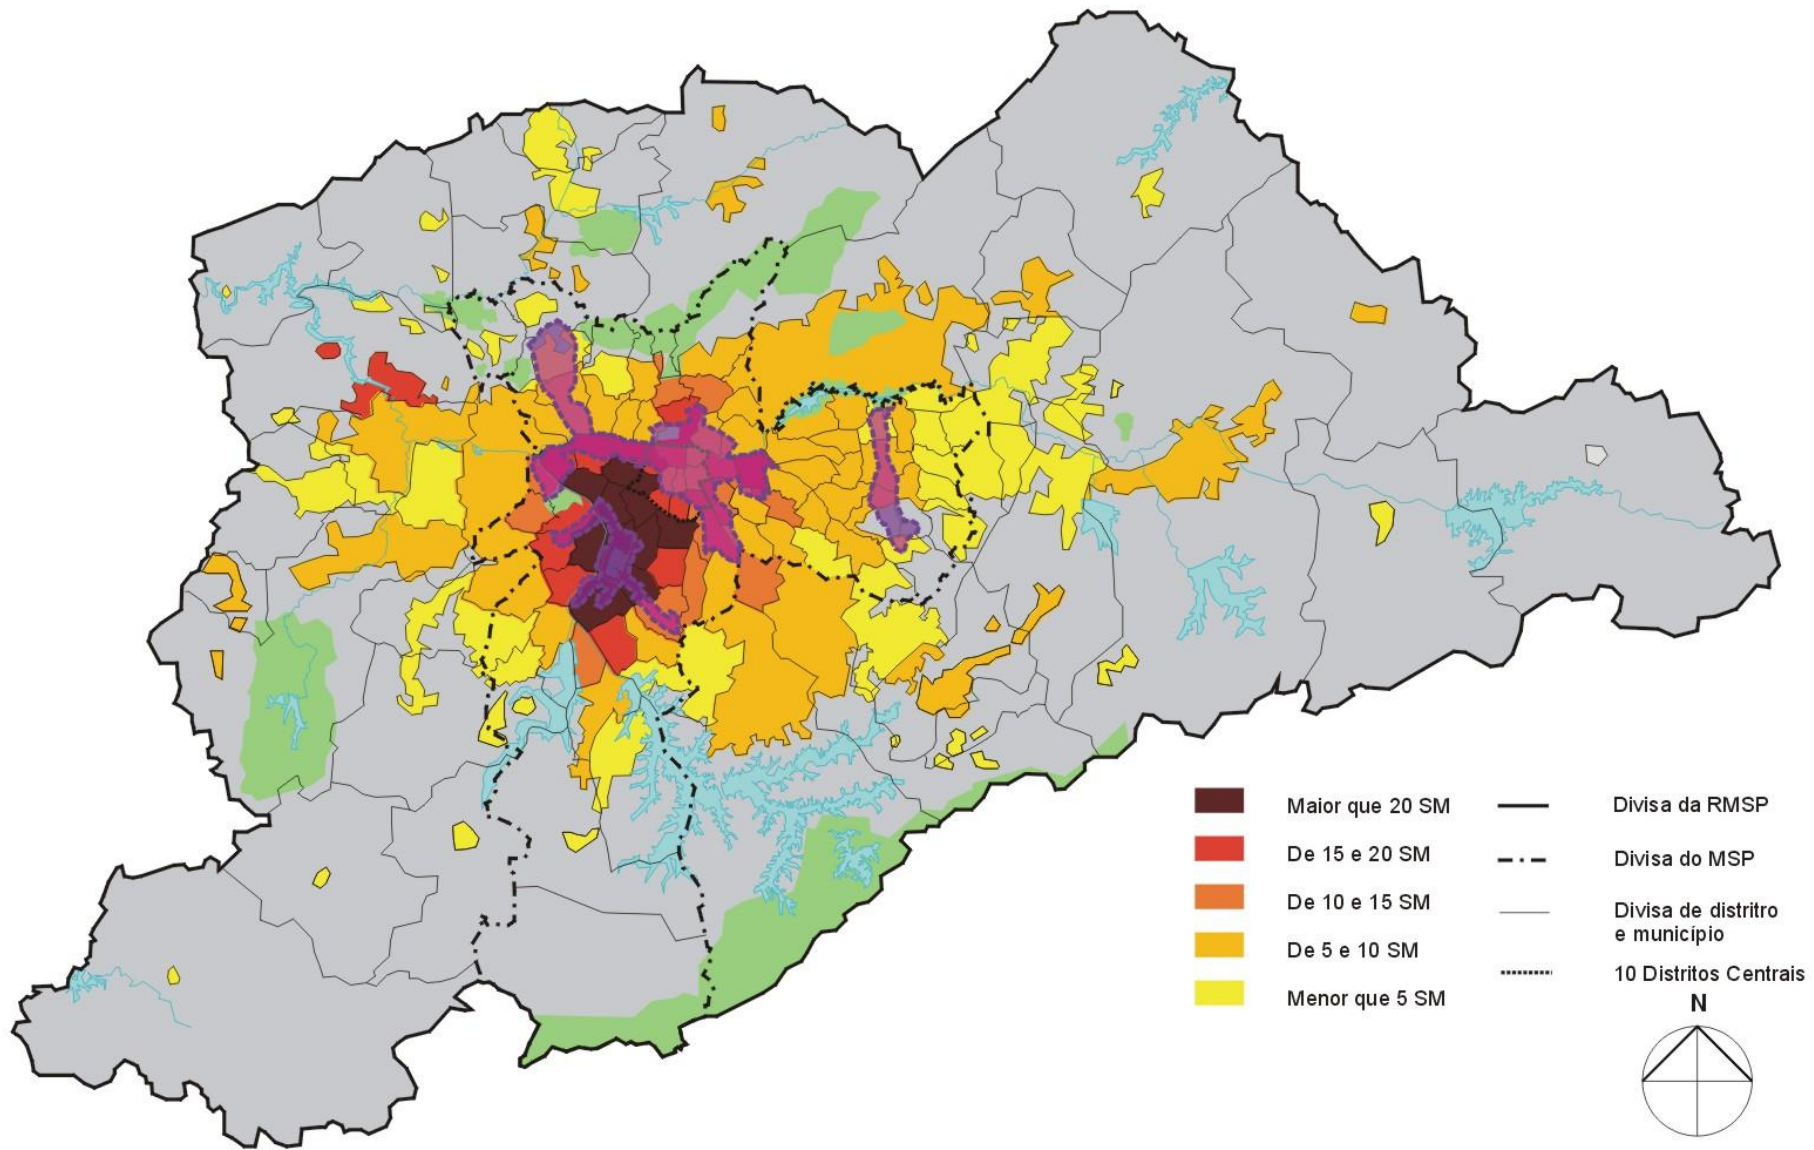 Maior que 20 SM
De 15 e 20 SM
De 10 e 15 SM
De 5 e 10 SM
Menor que 5 SM
Divisa da RMSP
Divisa do MSP
Divisa de distritro
e município
10 Distritos Centrais
N